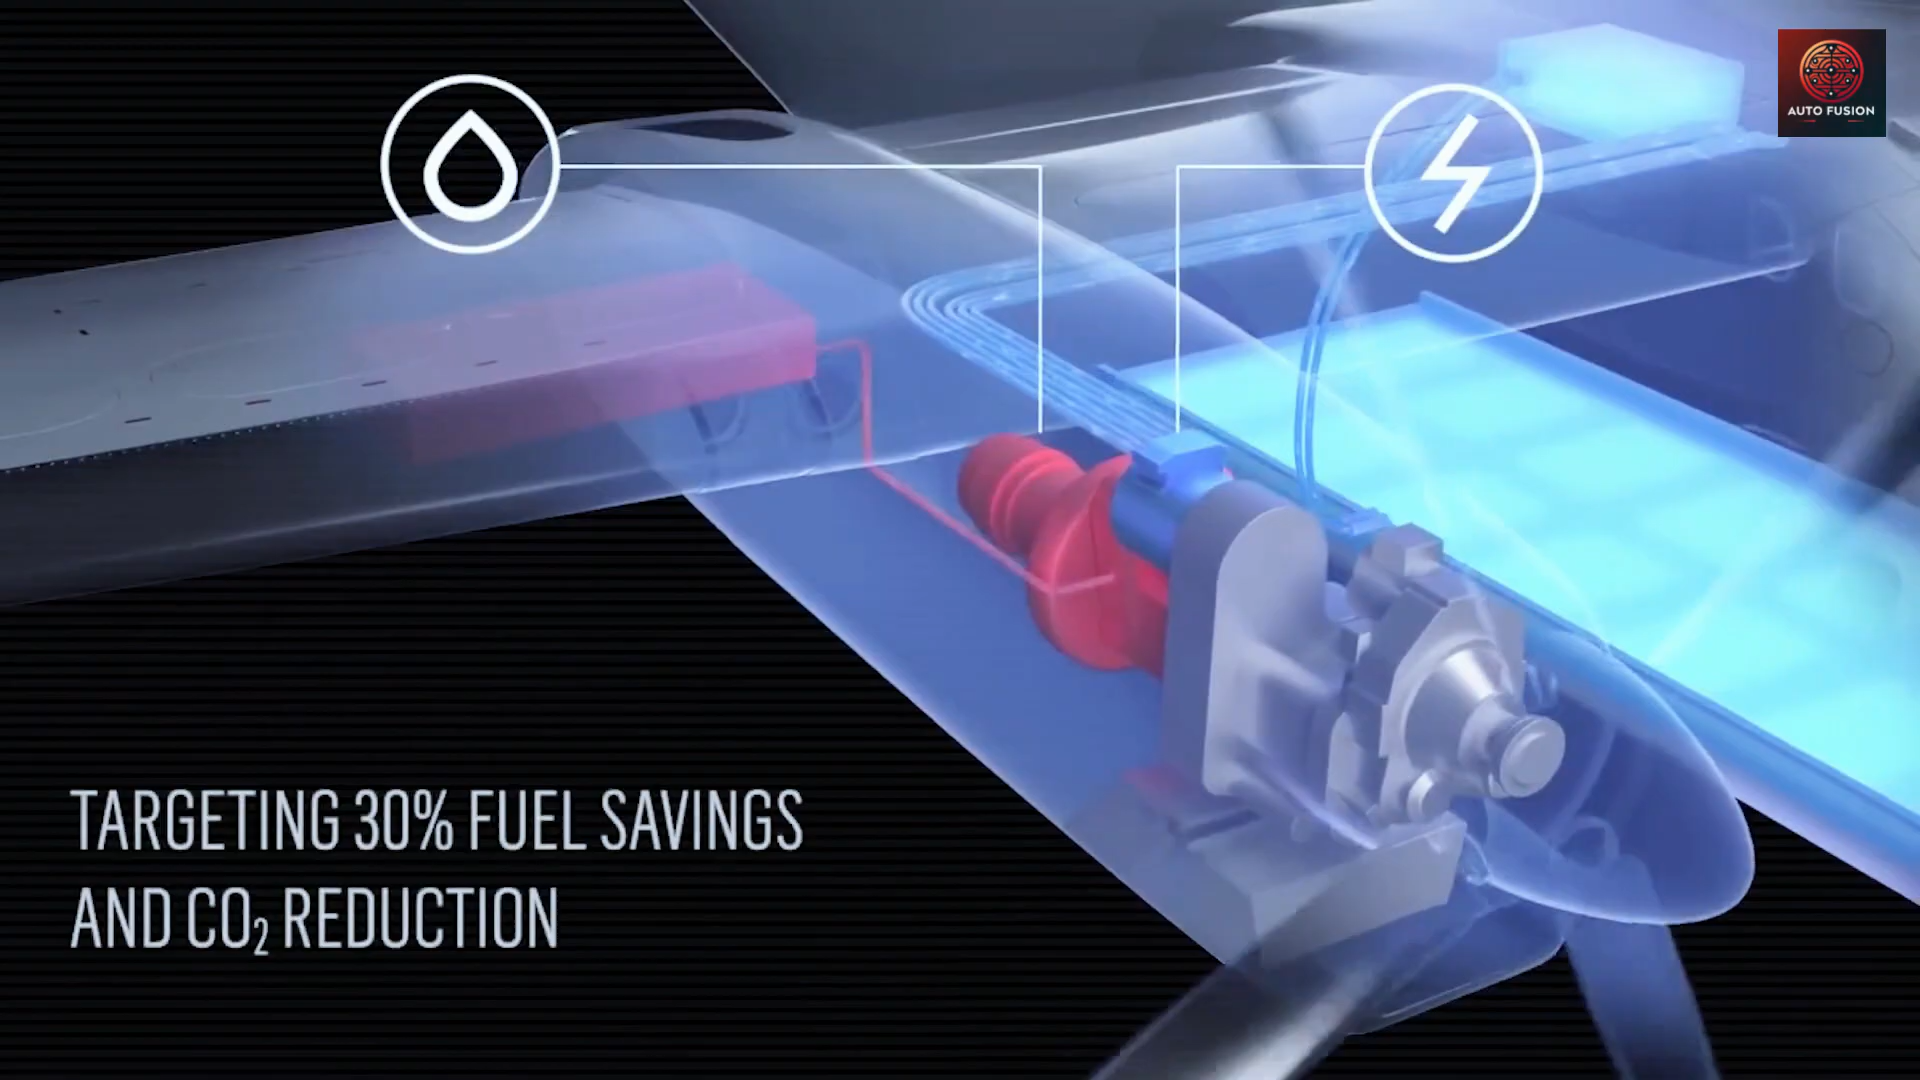 AUTO FUSION
TARGETING 30% FUEL SAVINGS
AND CO₂ REDUCTION